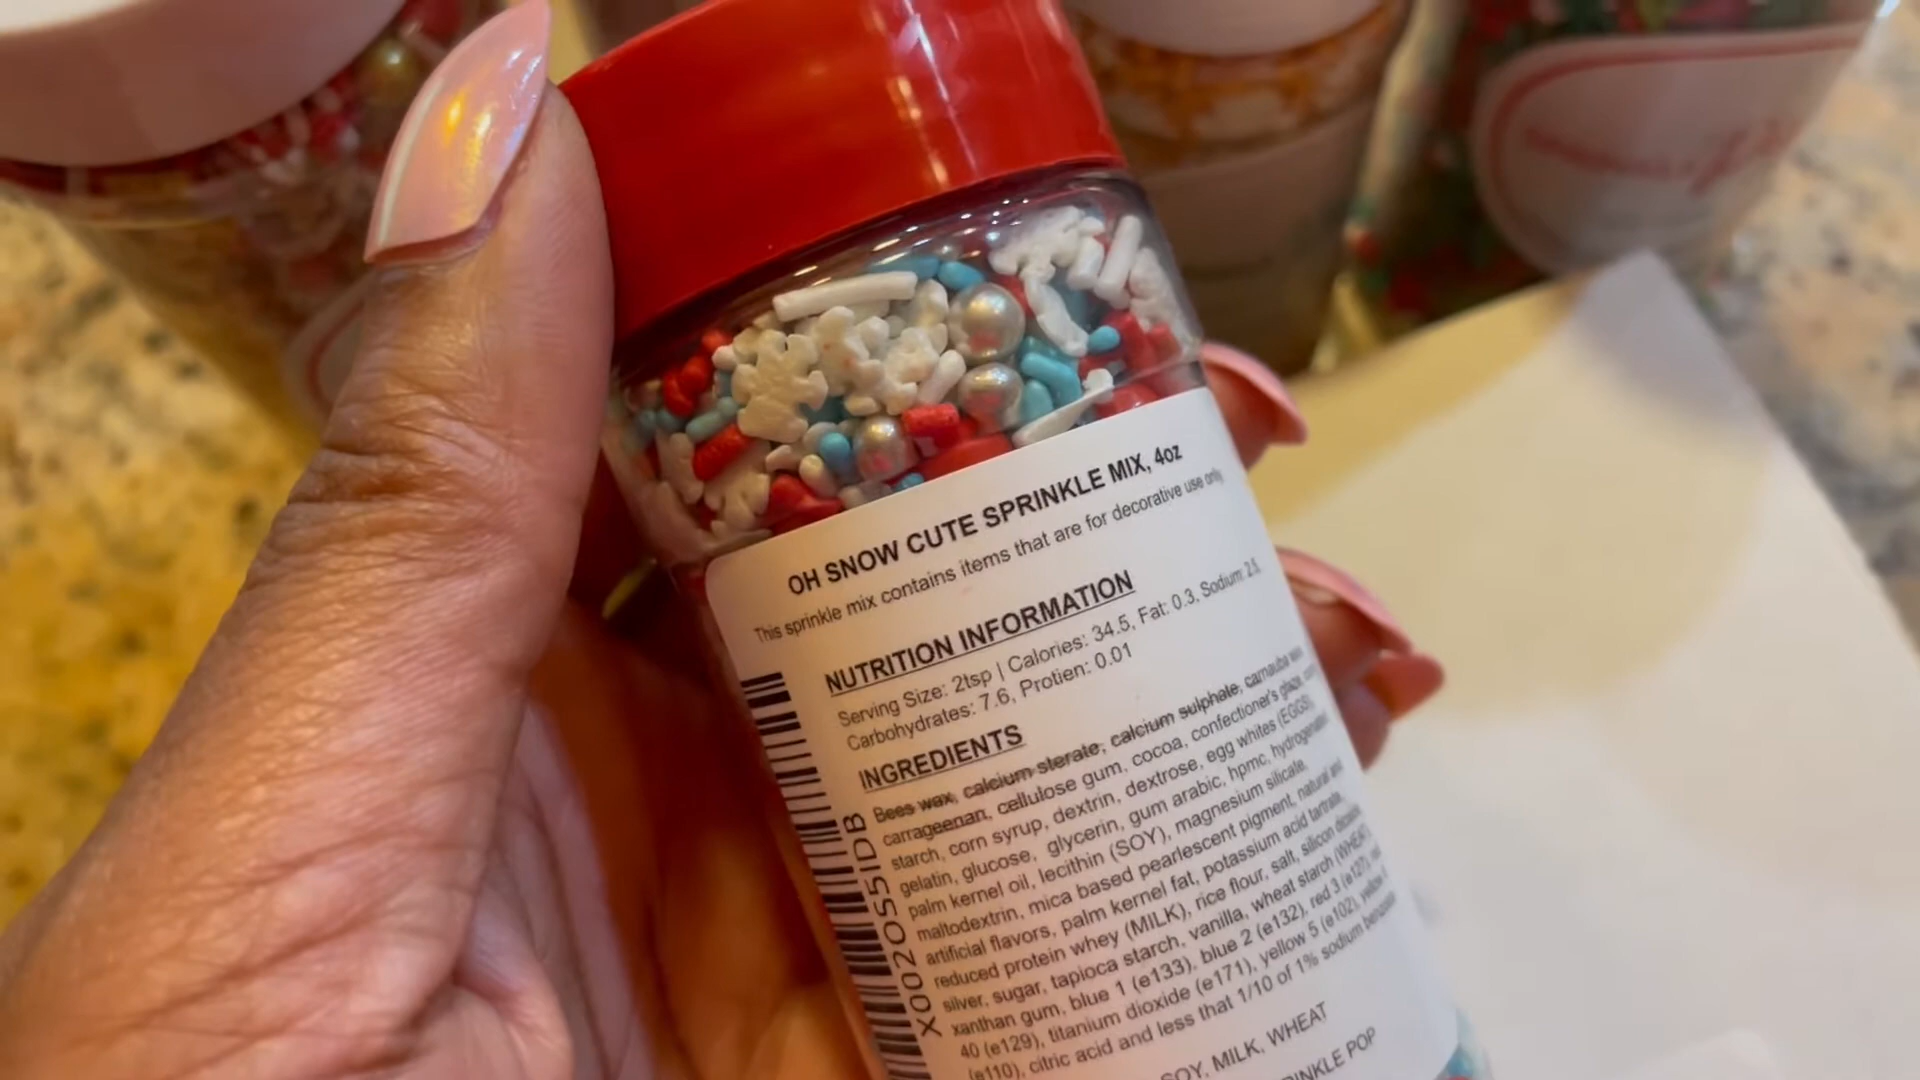 OH SNOW CUTE SPRINKLE MIX, 4oz
This sprinkle mix contains items that are for decorative use only
NUTRITION INFORMATION
Serving Size: 2tsp | Calories: 34.5, Fat: 0.3, Sodium: 2.5,
Carbohydrates: 7.6, Protien: 0.01
INGREDIENTS
Bees wax, calcium sterate, calcium sulphate, carnauba wax,
carrageenan, cellulose gum, cocoa, confectioner's glaze,
starch, corn syrup, dextrin, dextrose, egg whites (EGGS),
gelatin, glucose, glycerin, gum arabic, hpmc, hydrogenated
palm kernel oil, lecithin (SOY), magnesium silicate,
maltodextrin, mica based pearlescent pigment, natural and
artificial flavors, palm kernel fat, potassium acid tartrate,
reduced protein whey (MILK), rice flour, salt, silicon dioxide,
silver, sugar, tapioca starch, vanilla, wheat starch (WHEAT),
xanthan gum, blue 1 (e133), blue 2 (e132), red 3 (e127), red
40 (e129), titanium dioxide (e171), yellow 5 (e102), yellow 6
(e110), citric acid and less that 1/10 of 1% sodium benzoate
SOY, MILK, WHEAT
SPRINKLE POP
X002OS5IDB